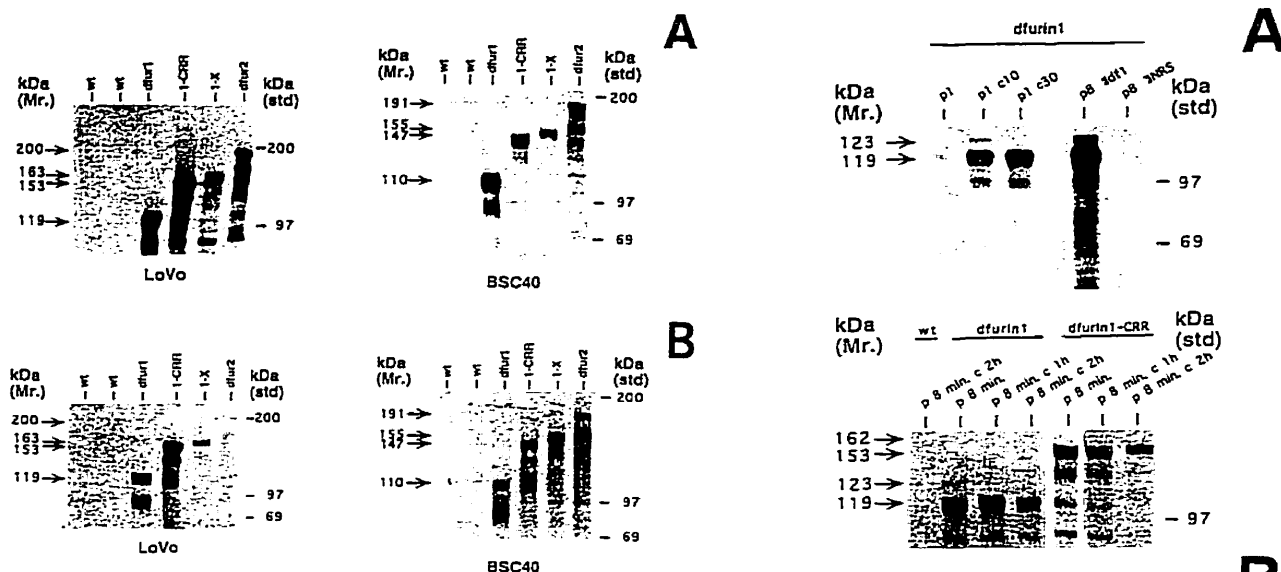 A
kDa
(Mr.)
wt
wt
dfur1
1-CRR
1-X
dfur2
kDa
(std)
200
163
153
119
200
97
LoVo
kDa
(Mr.)
wt
wt
dfur1
1-CRR
1-X
dfur2
kDa
(std)
191
155
147
110
200
97
69
BSC40
B
kDa
(Mr.)
wt
wt
dfur1
1-CRR
1-X
dfur2
kDa
(std)
200
163
153
119
200
97
69
LoVo
kDa
(Mr.)
wt
wt
dfur1
1-CRR
1-X
dfur2
kDa
(std)
191
155
147
110
200
97
69
BSC40
A
dfurin1
kDa
(Mr.)
p1
p1 c10
p1 c30
p8 3df1
p8 3NRS
kDa
(std)
123
119
97
69
kDa
(Mr.)
wt
dfurin1
dfurin1-CRR
kDa
(std)
p 8 min. c 2h
p 8 min.
p 8 min. c 1h
p 8 min. c 2h
p 8 min.
p 8 min. c 1h
p 8 min. c 2h
162
153
123
119
97
B